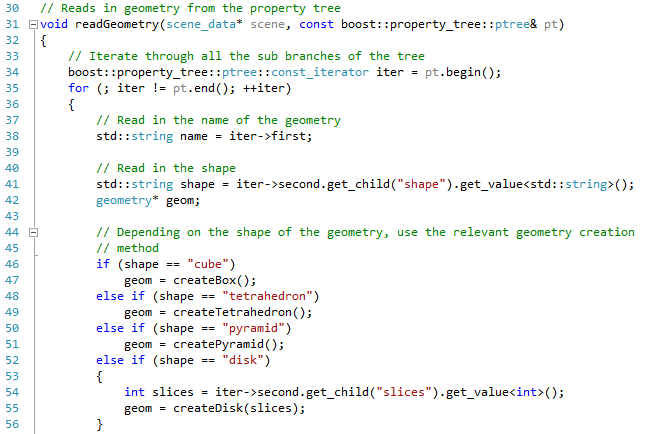 30 // Reads in geometry from the property tree
31 void readGeometry(scene_data* scene, const boost::property_tree::ptree& pt)
32 {
33     // Iterate through all the sub branches of the tree
34     boost::property_tree::ptree::const_iterator iter = pt.begin();
35     for (; iter != pt.end(); ++iter)
36     {
37         // Read in the name of the geometry
38         std::string name = iter->first;
39
40         // Read in the shape
41         std::string shape = iter->second.get_child("shape").get_value<std::string>();
42         geometry* geom;
43
44         // Depending on the shape of the geometry, use the relevant geometry creation
45         // method
46         if (shape == "cube")
47             geom = createBox();
48         else if (shape == "tetrahedron")
49             geom = createTetrahedron();
50         else if (shape == "pyramid")
51             geom = createPyramid();
52         else if (shape == "disk")
53         {
54             int slices = iter->second.get_child("slices").get_value<int>();
55             geom = createDisk(slices);
56         }